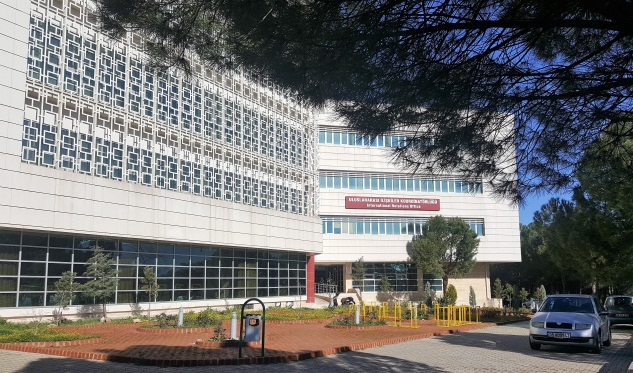 ULUSLARARASI İLİŞKİLER KOORDİNATÖRLÜĞÜ
International Relations Office